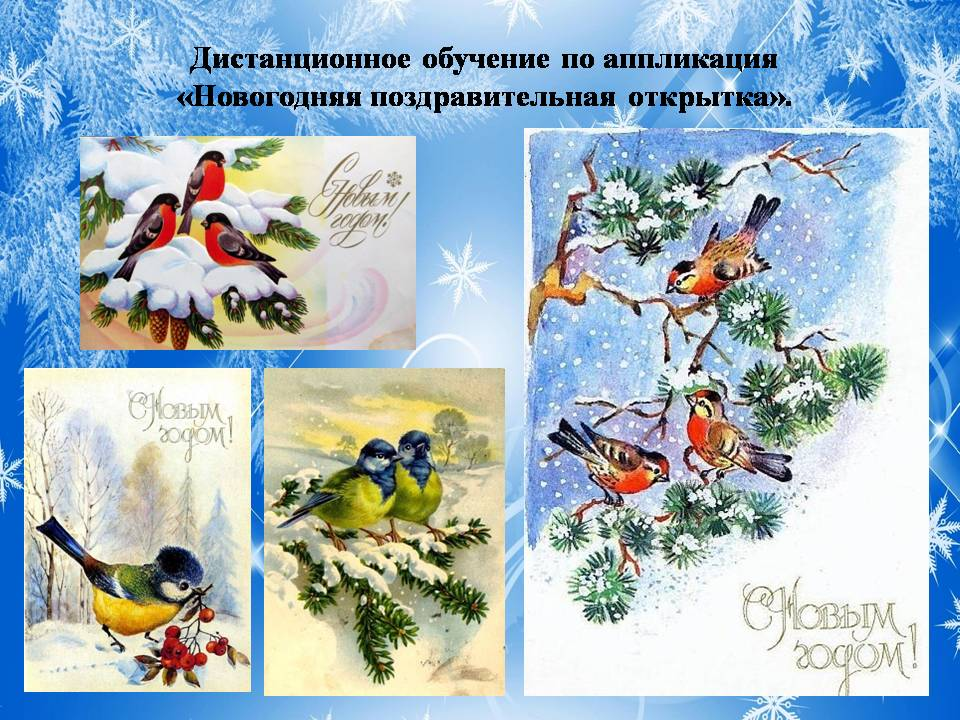 Дистанционное обучение по аппликация
«Новогодняя поздравительная открытка».
С Новым
годом!
С Новым
годом!
С Новым
годом!